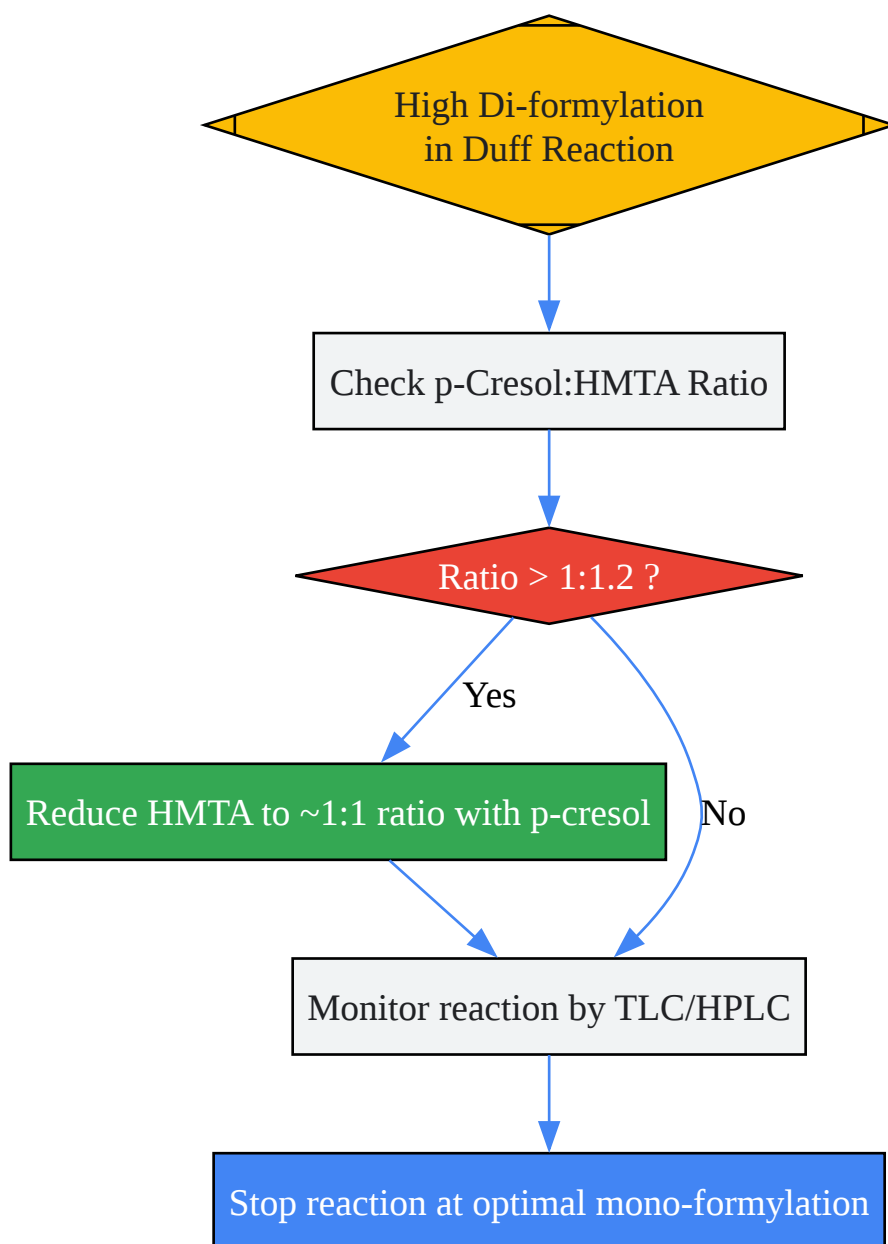 High Di-formylation
in Duff Reaction
Check p-Cresol:HMTA Ratio
Ratio > 1:1.2 ?
Yes
Reduce HMTA to ~1:1 ratio with p-cresol
No
Monitor reaction by TLC/HPLC
Stop reaction at optimal mono-formylation